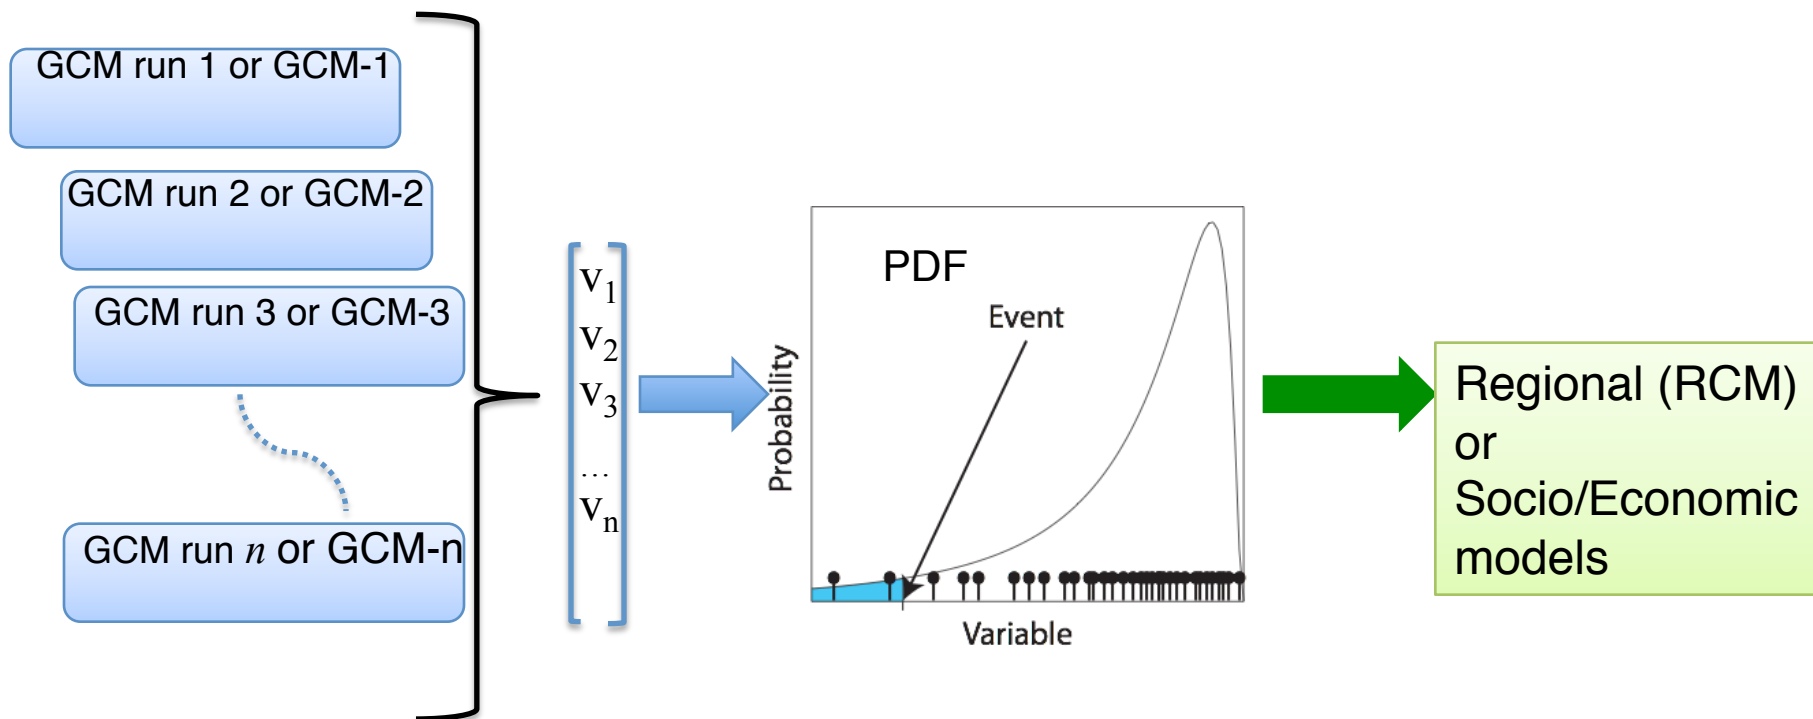 GCM run 1 or GCM-1
GCM run 2 or GCM-2
GCM run 3 or GCM-3
GCM run n or GCM-n
v1
v2
v3
...
vn
PDF
Event
Probability
Variable
Regional (RCM)
or
Socio/Economic
models